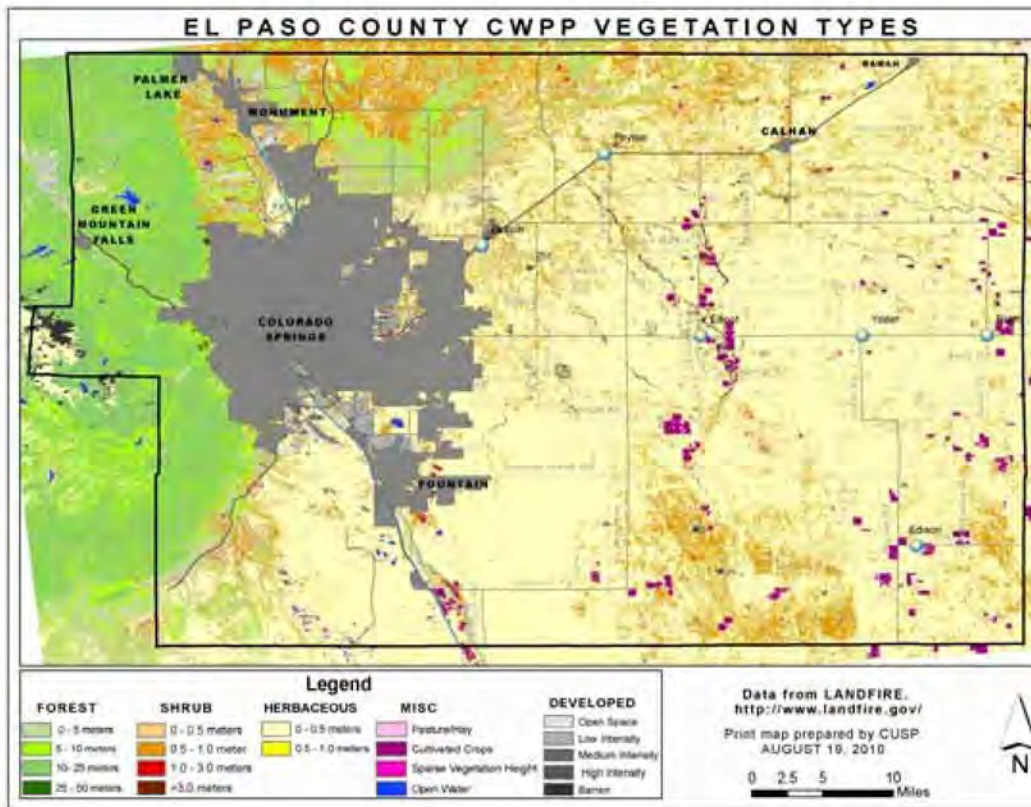 EL PASO COUNTY CWPP VEGETATION TYPES
PALMER
LAKE
MONUMENT
RAMAH
CALHAN
Peyton
GREEN
MOUNTAIN
FALLS
Falcon
COLORADO
SPRINGS
Ellicott
Yoder
Rush
FOUNTAIN
Edison
Legend
FOREST
0 - 5 meters
5 - 10 meters
10- 25 meters
25 - 50 meters
SHRUB
0 - 0.5 meters
0.5 - 1.0 meter
1.0 - 3.0 meters
>3.0 meters
HERBACEOUS
0 - 0.5 meters
0.5 - 1.0 meters
MISC
Pasture/Hay
Cultivated Crops
Sparse Vegetation Height
Open Water
DEVELOPED
Open Space
Low Intensity
Medium Intensity
High Intensity
Barren
Data from LANDFIRE.
http://www.landfire.gov/
Print map prepared by CUSP
AUGUST 19, 2010
0 2.5 5 10
Miles
N